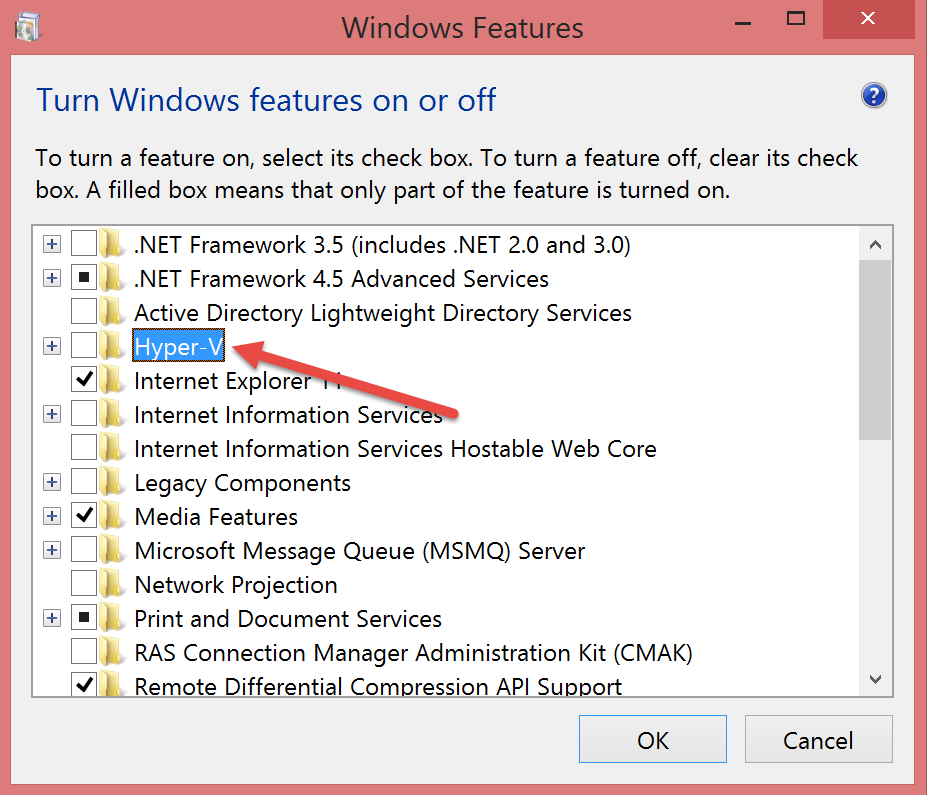 Windows Features
Turn Windows features on or off
?
To turn a feature on, select its check box. To turn a feature off, clear its check
box. A filled box means that only part of the feature is turned on.
.NET Framework 3.5 (includes .NET 2.0 and 3.0)
.NET Framework 4.5 Advanced Services
Active Directory Lightweight Directory Services
Hyper-V
Internet Explorer 11
Internet Information Services
Internet Information Services Hostable Web Core
Legacy Components
Media Features
Microsoft Message Queue (MSMQ) Server
Network Projection
Print and Document Services
RAS Connection Manager Administration Kit (CMAK)
Remote Differential Compression API Support
OK
Cancel